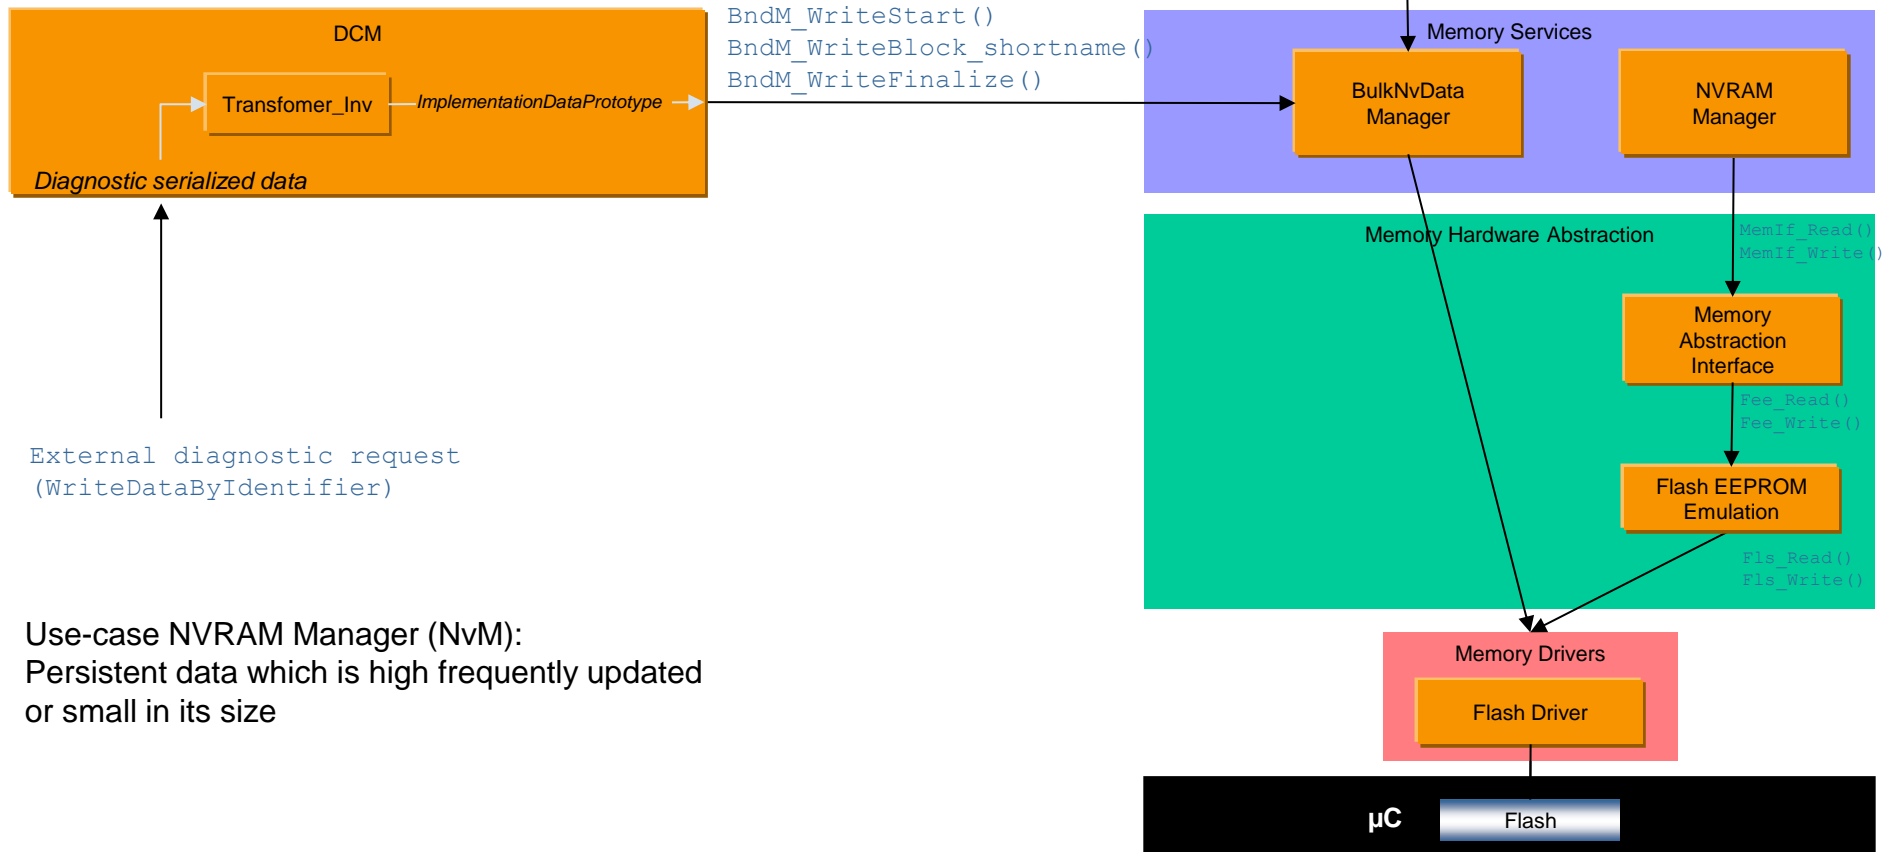 BndM_WriteStart()
BndM_WriteBlock_shortname()
BndM_WriteFinalize()
DCM
Transfomer_Inv
ImplementationDataPrototype
Diagnostic serialized data
External diagnostic request
(WriteDataByIdentifier)
Use-case NVRAM Manager (NvM):
Persistent data which is high frequently updated
or small in its size
Memory Services
BulkNvData
Manager
NVRAM
Manager
Memory Hardware Abstraction
MemIf_Read()
MemIf_Write()
Memory
Abstraction
Interface
Fee_Read()
Fee_Write()
Flash EEPROM
Emulation
Fls_Read()
Fls_Write()
Memory Drivers
Flash Driver
µC
Flash